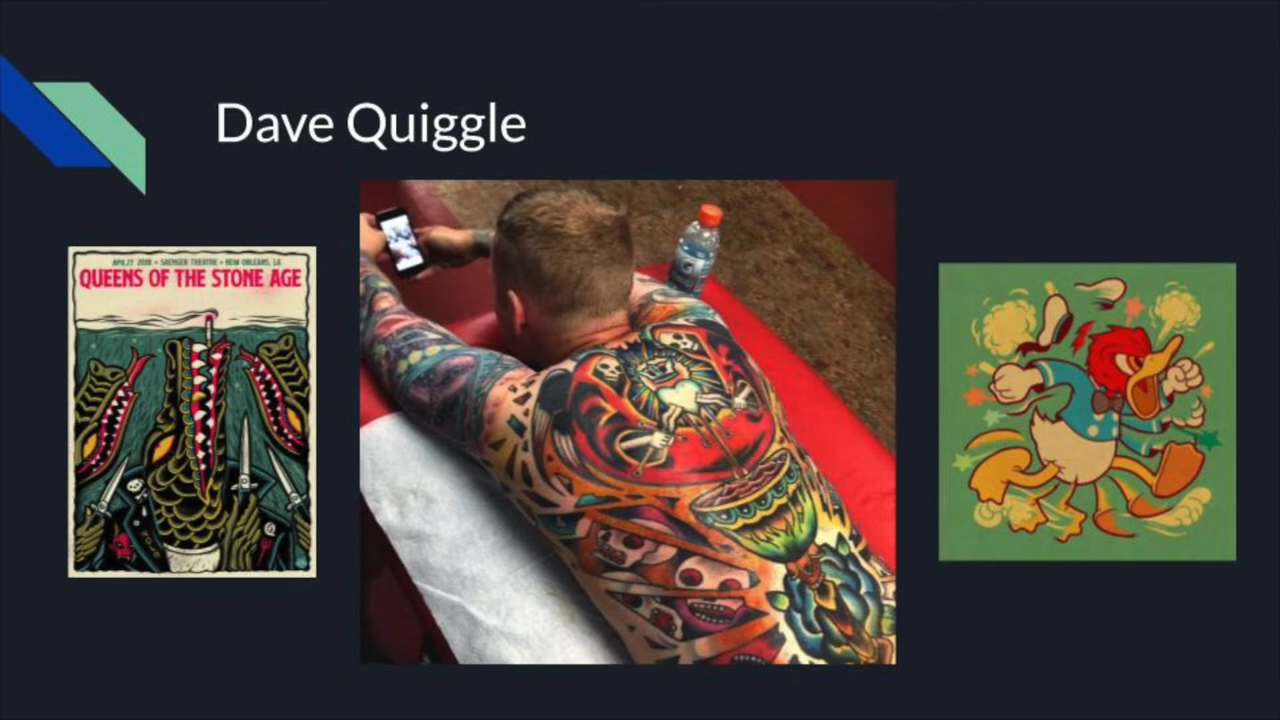 Dave Quiggle
APR.27 2018 • SAENGER THEATRE • NEW ORLEANS, LA
QUEENS OF THE STONE AGE